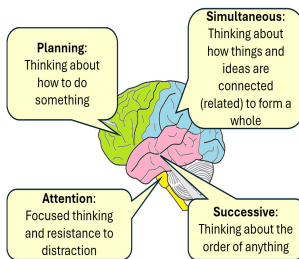 Planning:
Thinking about
how to do
something
Simultaneous:
Thinking about
how things and
ideas are
connected
(related) to form a
whole
Attention:
Focused thinking
and resistance to
distraction
Successive:
Thinking about the
order of anything